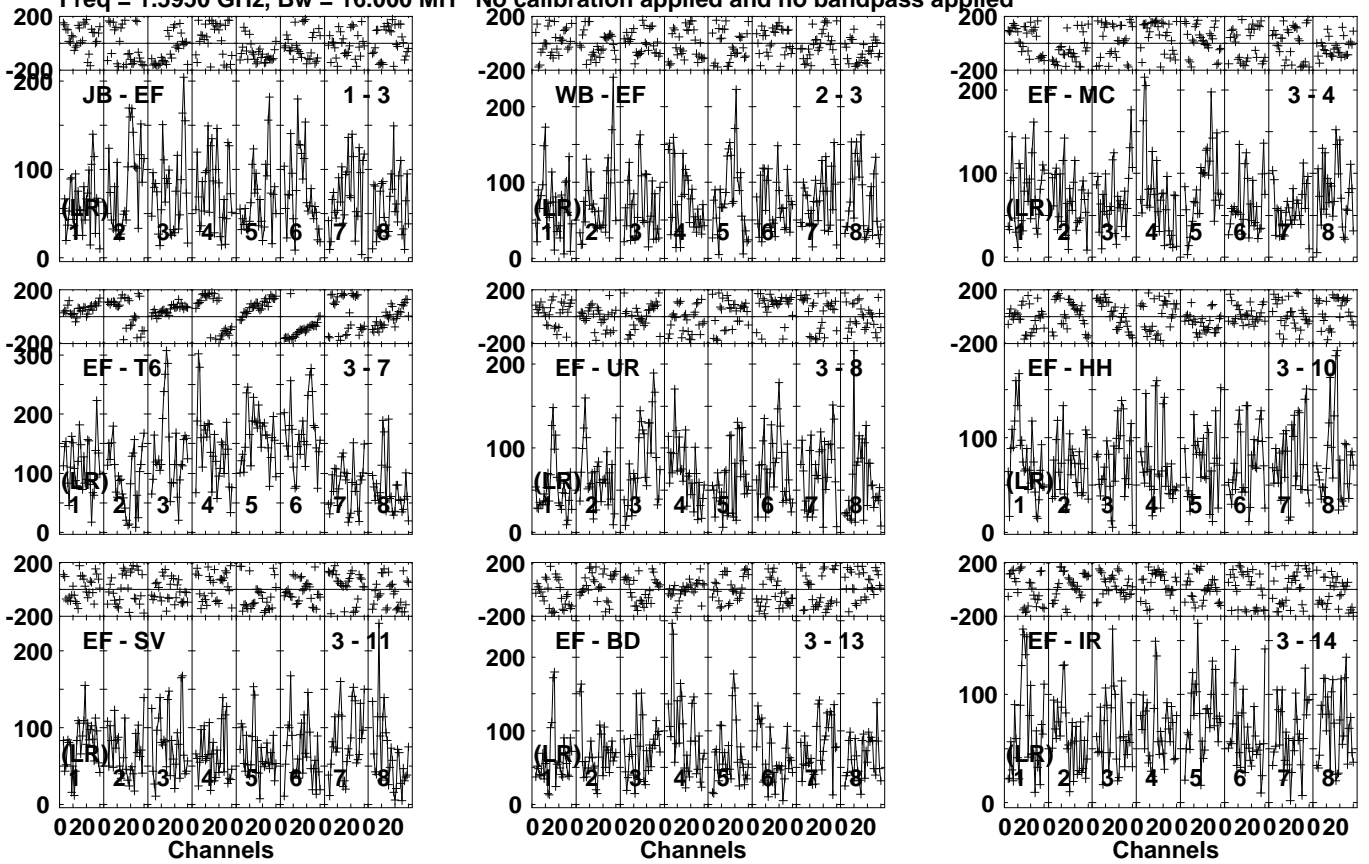 Freq = 1.5950 GHz, Bw = 16.000 MH No calibration applied and no bandpass applied
200 200 200
-200 -200 -200
200
JB - EF 1 - 3
WB - EF 2 - 3
EF - MC 3 - 4
200 200
100 100 100
(LR) (LR) (LR)
1 2 3 4 5 6 7 8 1 2 3 4 5 6 7 8 1 2 3 4 5 6 7 8
0 0 0
200 200 200
-200 -200 -200
300
EF - T6 3 - 7
EF - UR 3 - 8
EF - HH 3 - 10
200 200
200
100 100 100
(LR) (LR) (LR)
1 2 3 4 5 6 7 8 1 2 3 4 5 6 7 8 1 2 3 4 5 6 7 8
0 0 0
200 200 200
-200 -200 -200
EF - SV 3 - 11
EF - BD 3 - 13
EF - IR 3 - 14
200 200
100 100 100
(LR) (LR) (LR)
1 2 3 4 5 6 7 8 1 2 3 4 5 6 7 8 1 2 3 4 5 6 7 8
0 0 0
0 20 0 20 0 20 0 20 0 20 0 20 0 20 0 20 0 20 0 20 0 20 0 20 0 20 0 20 0 20 0 20 0 20 0 20 0 20 0 20 0 20 0 20 0 20 0 20
Channels Channels Channels